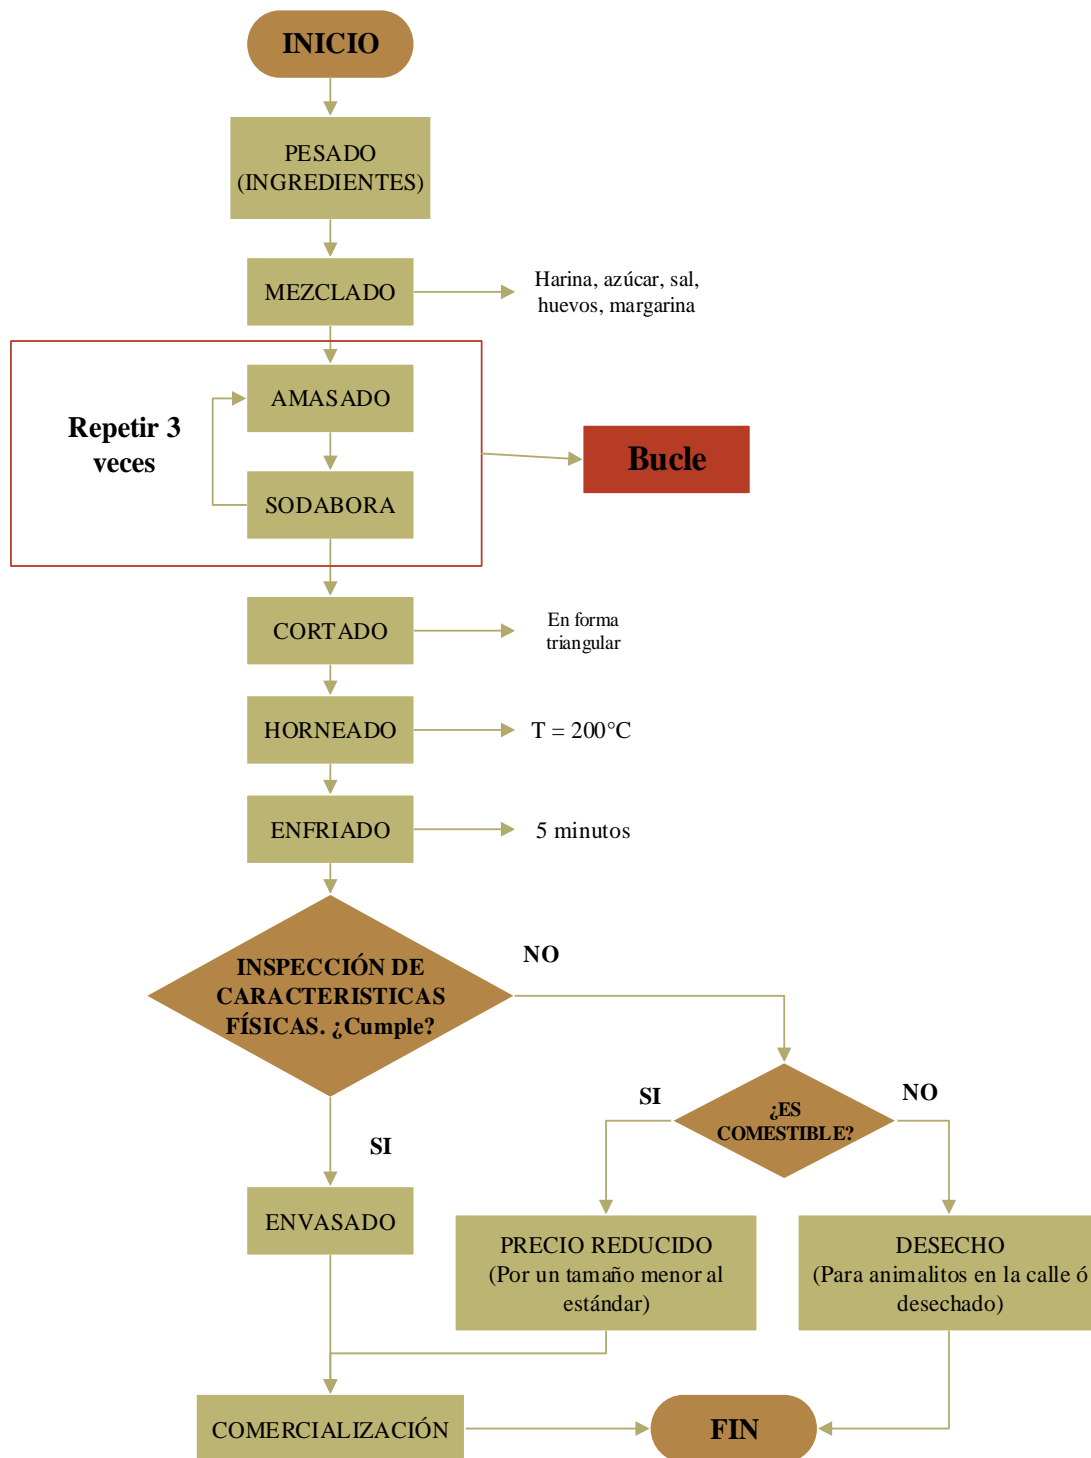 INICIO
PESADO
(INGREDIENTES)
MEZCLADO
Harina, azúcar, sal,
huevos, margarina
AMASADO
Repetir 3
veces
Bucle
SODABORA
CORTADO
En forma
triangular
HORNEADO
T = 200°C
ENFRIADO
5 minutos
INSPECCIÓN DE
CARACTERISTICAS
FÍSICAS. ¿Cumple?
NO
SI
¿ES
COMESTIBLE?
SI
NO
ENVASADO
PRECIO REDUCIDO
(Por un tamaño menor al
estándar)
DESECHO
(Para animalitos en la calle ó
desechado)
COMERCIALIZACIÓN
FIN